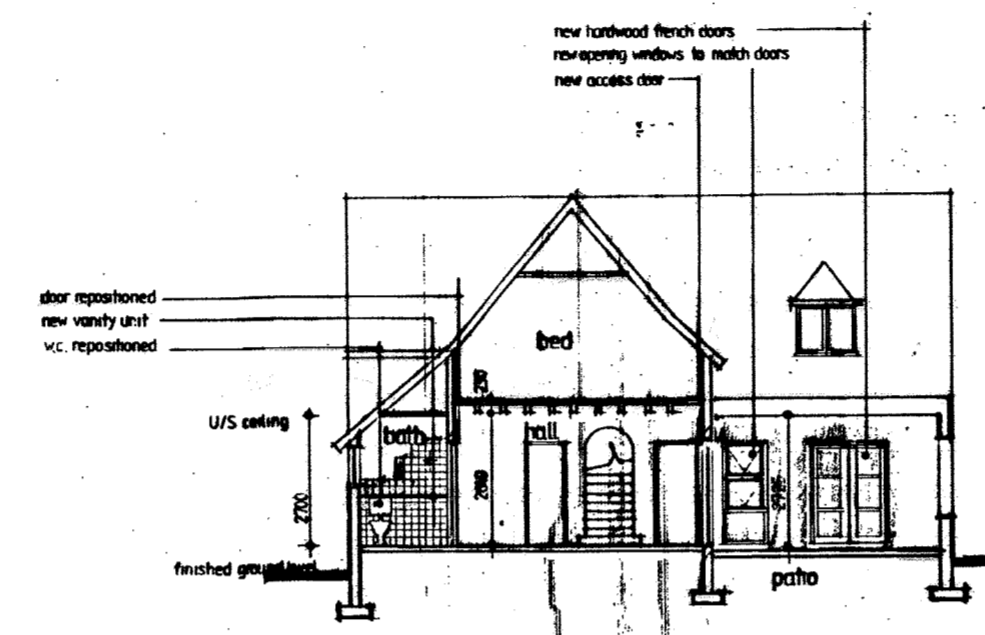 new hardwood french doors
new opening windows to match doors
new access door
door repositioned
new vanity unit
w.c. repositioned
bed
U/S ceiling
bath
hall
2700
finished ground level
patio